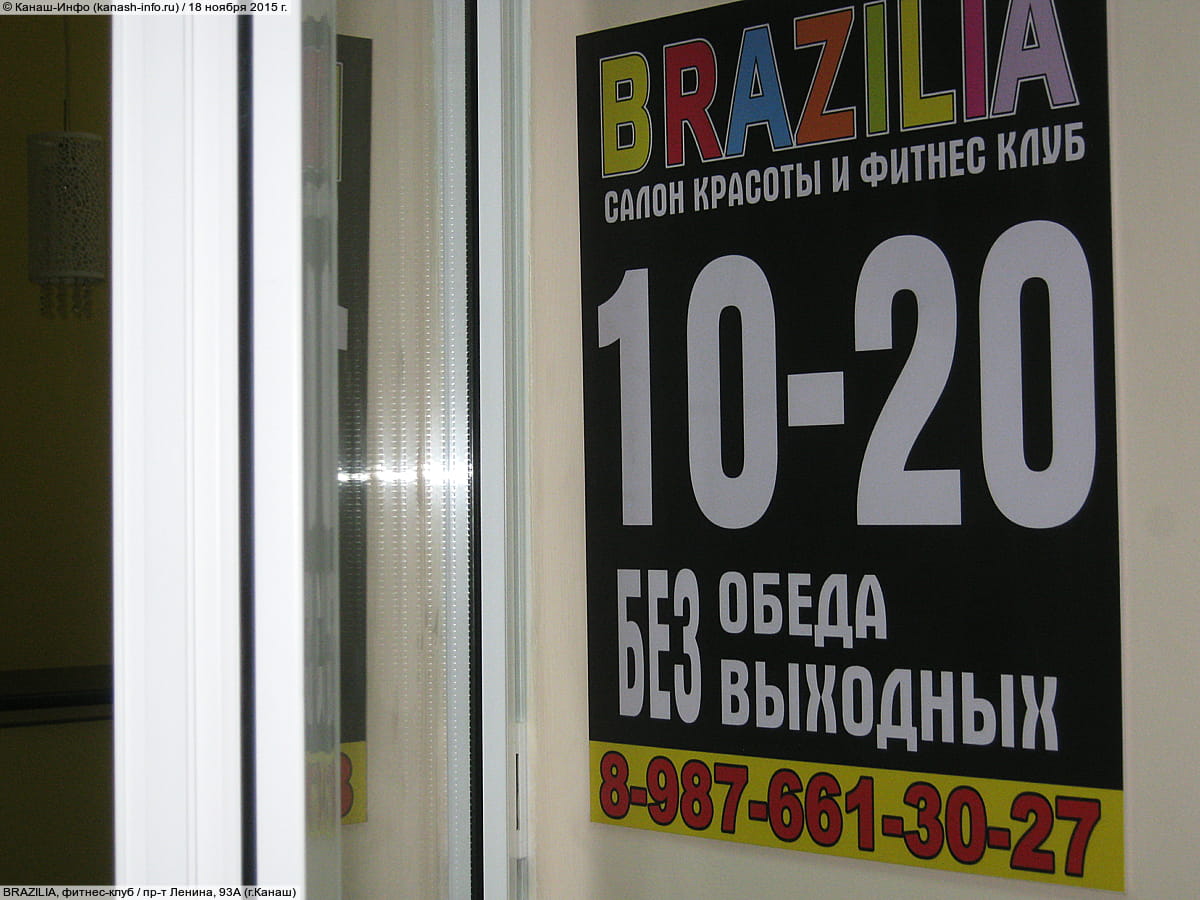 © Канаш-Инфо (kanash-info.ru) / 18 ноября 2015 г.
BRAZILIA
САЛОН КРАСОТЫ И ФИТНЕС КЛУБ
10-20
БЕЗ ОБЕДА
ВЫХОДНЫХ
8-987-661-30-27
BRAZILIA, фитнес-клуб / пр-т Ленина, 93А (г.Канаш)